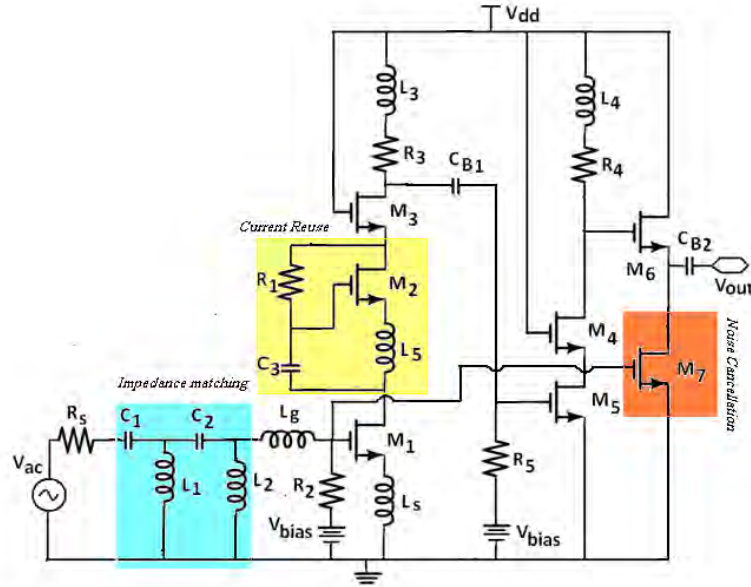 Vdd
L3
L4
R3
CB1
R4
M3
Current Reuse
M6
CB2
Vout
R1
M2
C3
L5
M4
M7
Noise Cancellation
Impedance matching
M5
Rs
C1
C2
Lg
M1
Vac
L1
L2
R2
Ls
R5
Vbias
Vbias